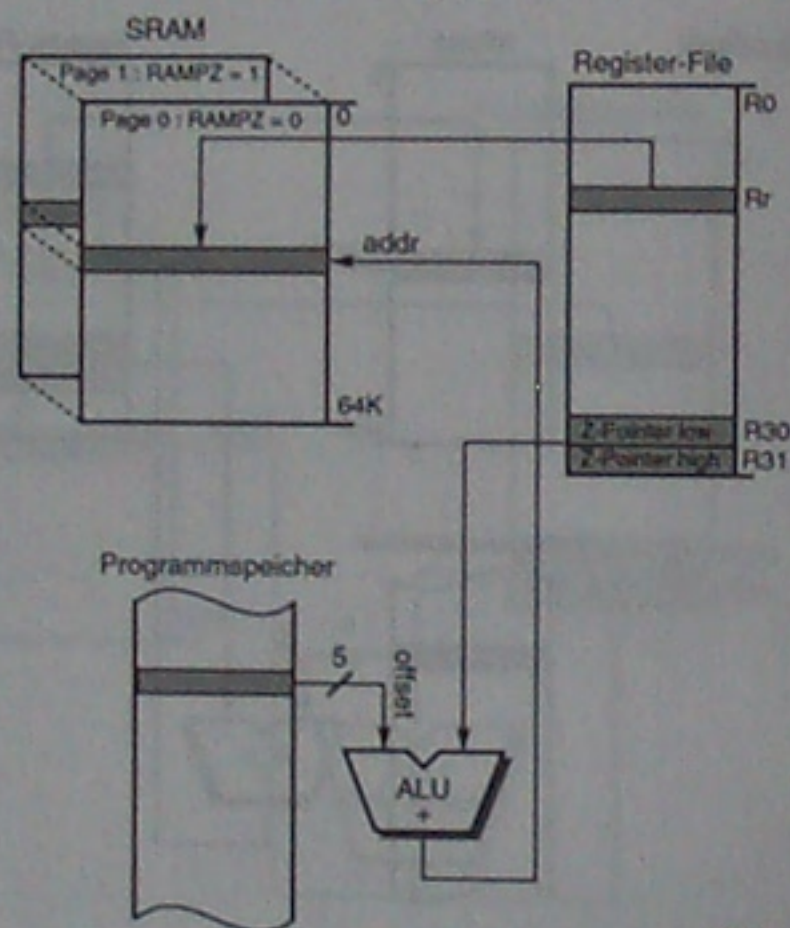 SRAM
Page 1 : RAMPZ = 1
Page 0 : RAMPZ = 0
0
addr
64K
Register-File
R0
Rr
Z-Pointer low
R30
Z-Pointer high
R31
Programmspeicher
5
offset
ALU
+